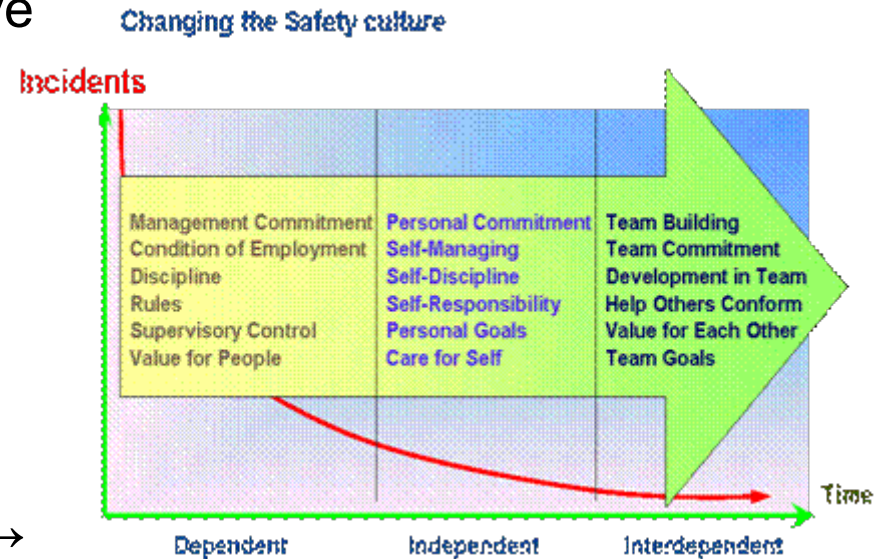 ve
Changing the Safety culture
Incidents
Management Commitment
Condition of Employment
Discipline
Rules
Supervisory Control
Value for People
Personal Commitment
Self-Managing
Self-Discipline
Self-Responsibility
Personal Goals
Care for Self
Team Building
Team Commitment
Development in Team
Help Others Conform
Value for Each Other
Team Goals
Time
→
Dependent
Independent
Interdependent